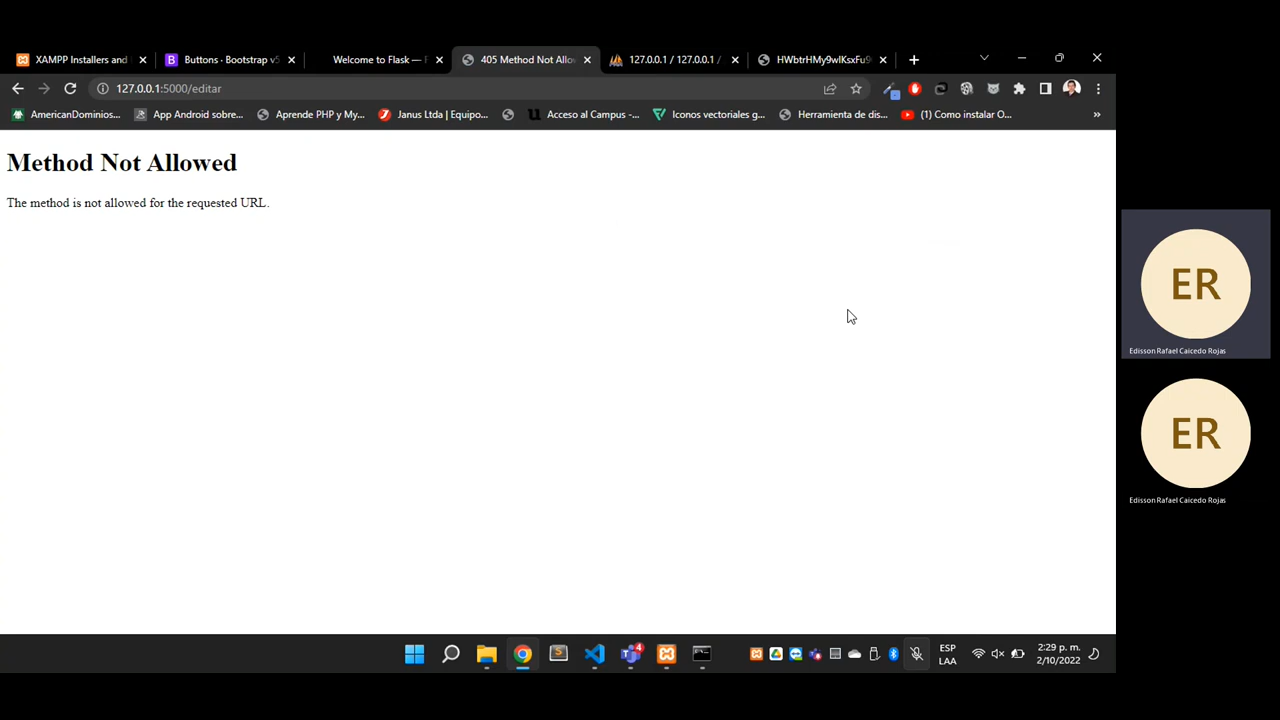 XAMPP Installers and
Buttons · Bootstrap v5
Welcome to Flask — F
405 Method Not Allo
127.0.0.1 / 127.0.0.1 /
HWbtrHMy9wIKsxFu9
127.0.0.1:5000/editar
AmericanDominios...
App Android sobre...
Aprende PHP y My...
Janus Ltda | Equipo...
Acceso al Campus -...
Iconos vectoriales g...
Herramienta de dis...
(1) Como instalar O...
»
Method Not Allowed
The method is not allowed for the requested URL.
ER
Edisson Rafael Caicedo Rojas
ER
Edisson Rafael Caicedo Rojas
4
ESP
LAA
2:29 p. m.
2/10/2022